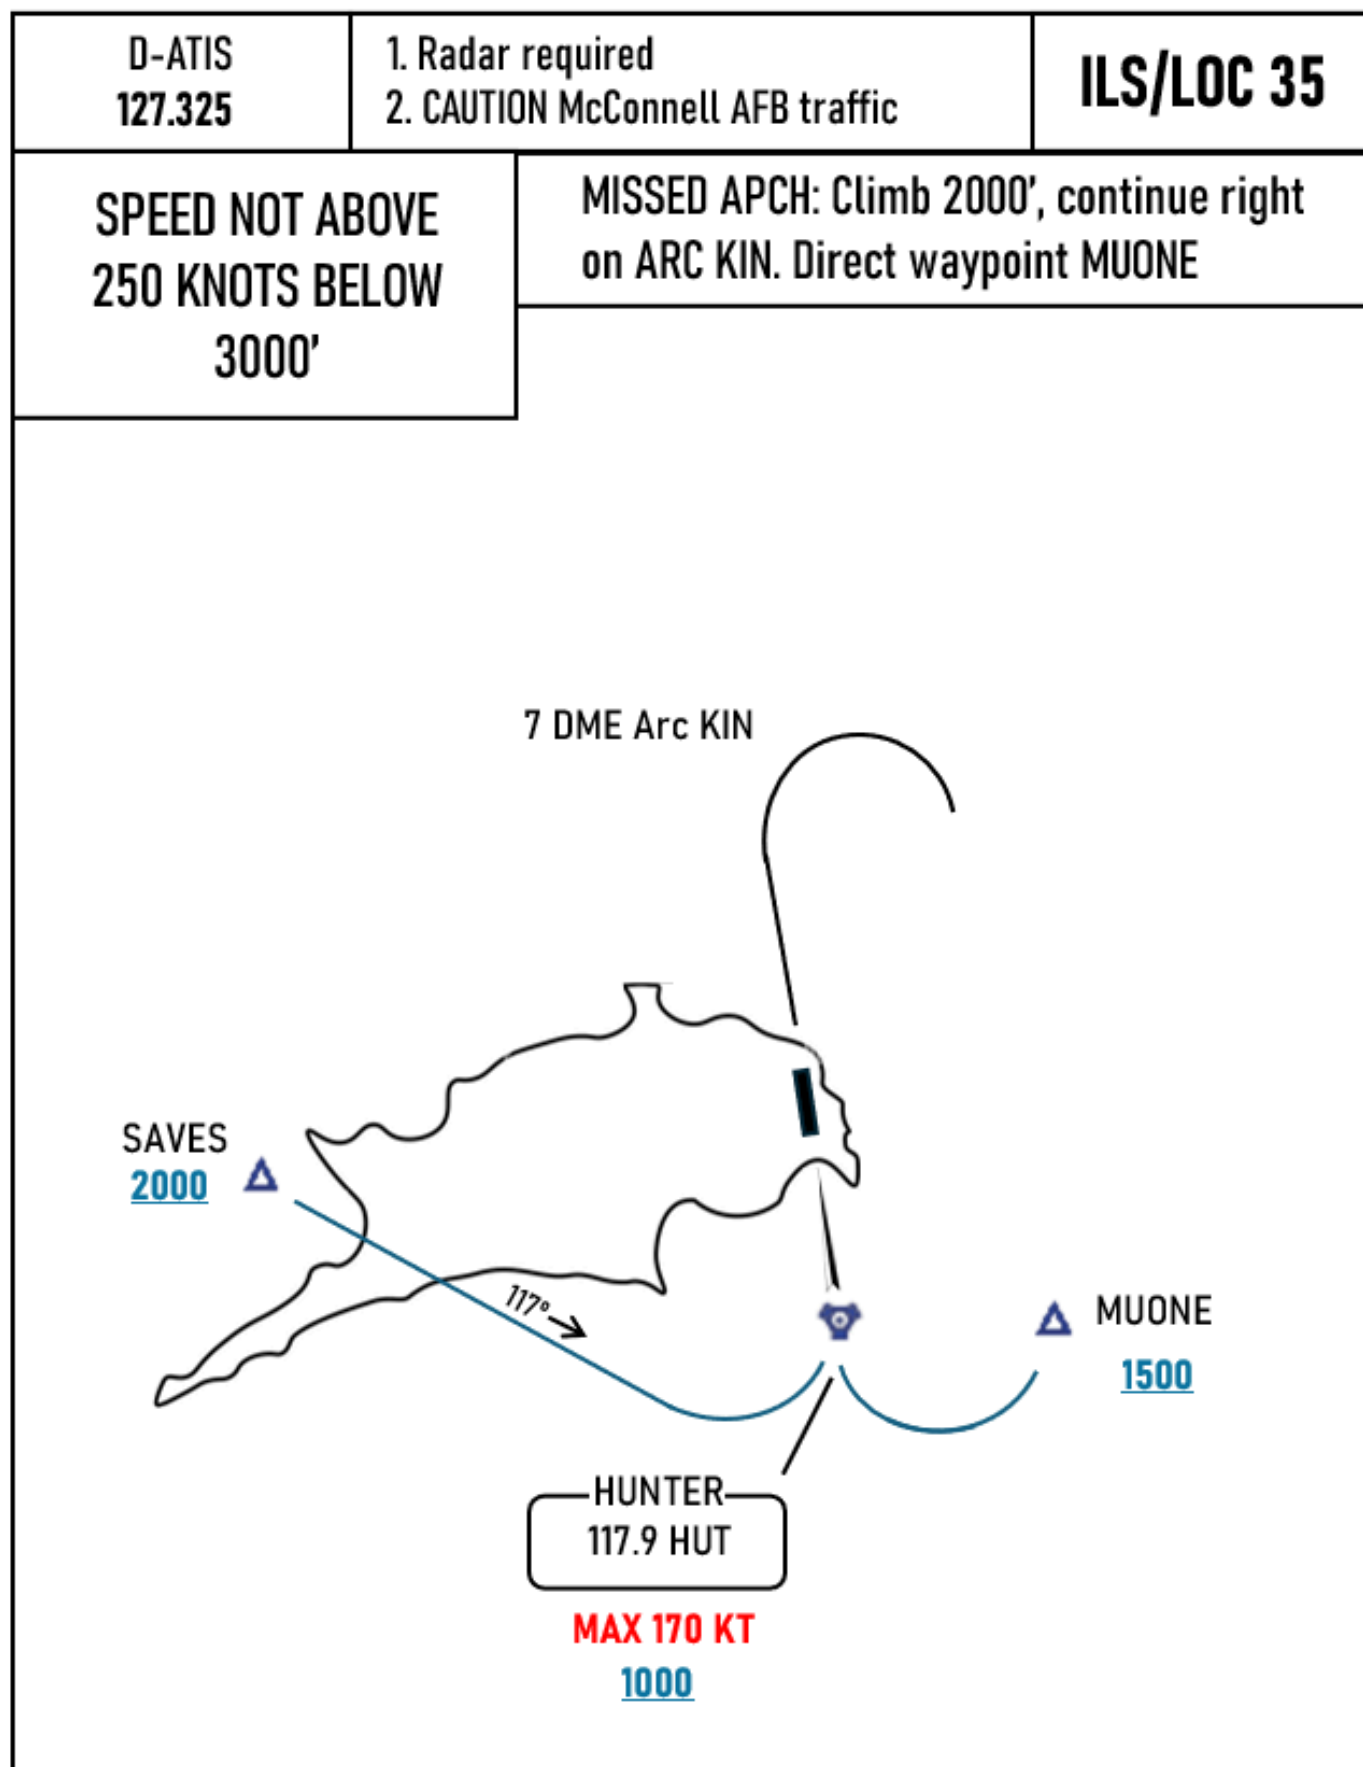 D-ATIS
127.325
1. Radar required
2. CAUTION McConnell AFB traffic
ILS/LOC 35
SPEED NOT ABOVE
250 KNOTS BELOW
3000'
MISSED APCH: Climb 2000', continue right
on ARC KIN. Direct waypoint MUONE
7 DME Arc KIN
SAVES
2000
117°
MUONE
1500
HUNTER
117.9 HUT
MAX 170 KT
1000